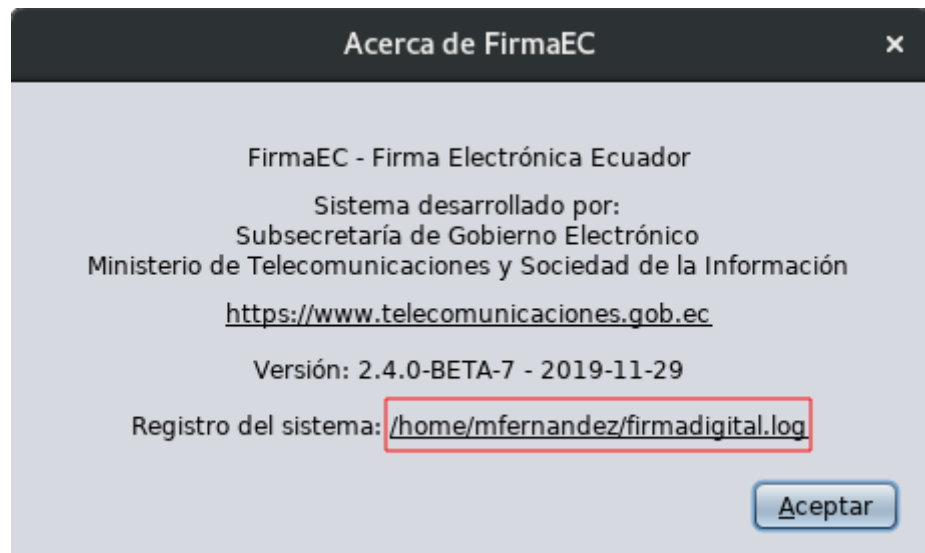 Acerca de FirmaEC
×
FirmaEC - Firma Electrónica Ecuador
Sistema desarrollado por:
Subsecretaría de Gobierno Electrónico
Ministerio de Telecomunicaciones y Sociedad de la Información
https://www.telecomunicaciones.gob.ec
Versión: 2.4.0-BETA-7 - 2019-11-29
Registro del sistema: /home/mfernandez/firmadigital.log
Aceptar